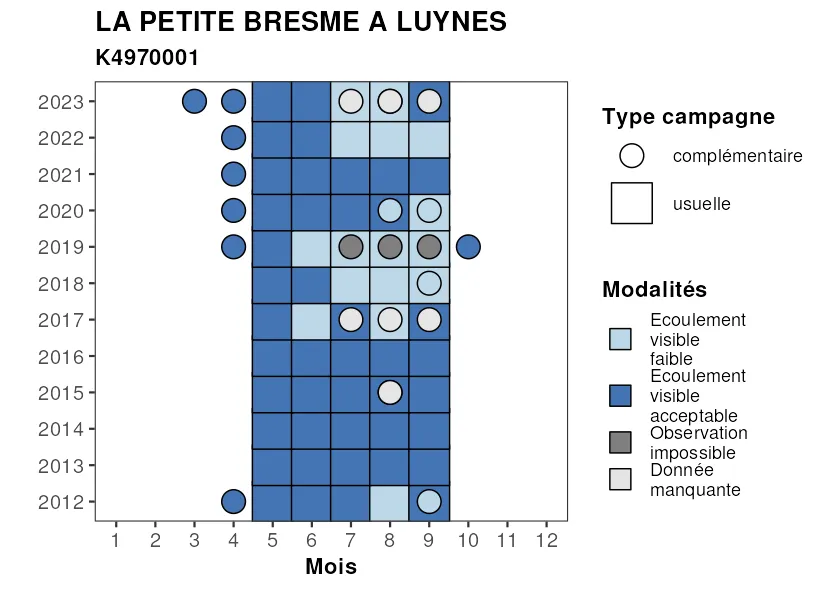 LA PETITE BRESME A LUYNES
K4970001
2023
2022
2021
2020
2019
2018
2017
2016
2015
2014
2013
2012
1 2 3 4 5 6 7 8 9 10 11 12
Mois
Type campagne
complémentaire
usuelle
Modalités
Ecoulement
visible
faible
Ecoulement
visible
acceptable
Observation
impossible
Donnée
manquante